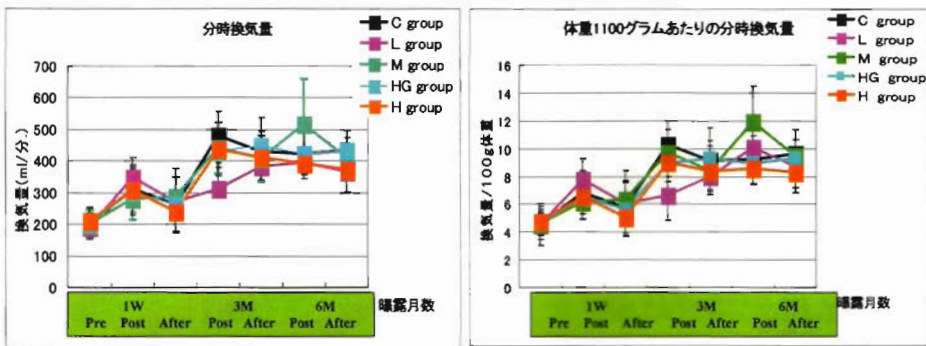 分時換気量
C group
L group
M group
HG group
H group
換気量(ml/分.)
700
600
500
400
300
200
100
0
1W 3M 6M 曝露月数
Pre Post After Post After Post After
体重1100グラムあたりの分時換気量
C group
L group
M group
HG group
H group
換気量/100g体重
16
14
12
10
8
6
4
2
0
1W 3M 6M 曝露月数
Pre Post After Post After Post After